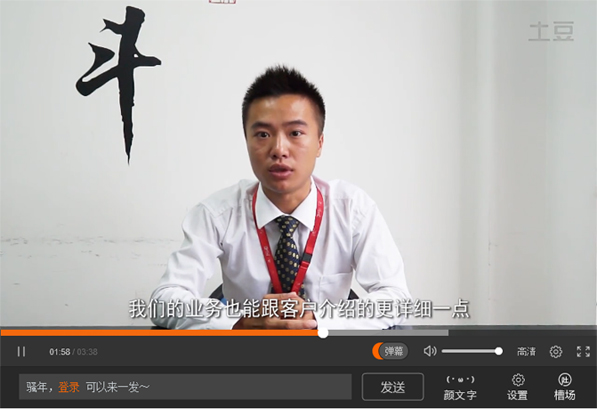 斗
土豆
我们的业务也能跟客户介绍的更详细一点
01:58 / 03:38 弹幕 高清
骚年，登录 可以来一发～ 发送 (･ω･) 颜文字 设置 槽场